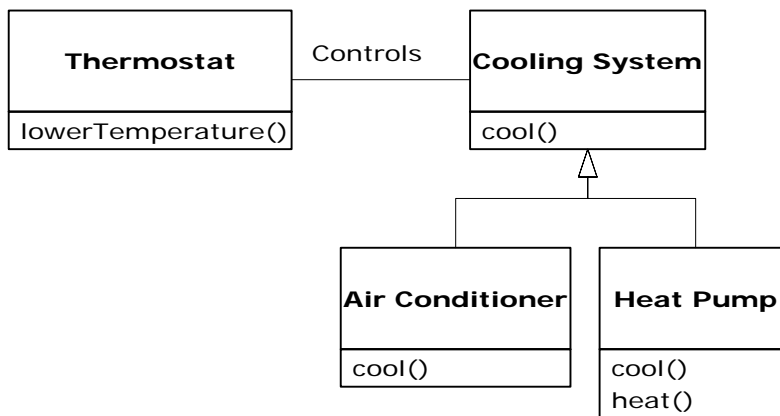 Thermostat
Controls
Cooling System
lowerTemperature()
cool()
Air Conditioner
Heat Pump
cool()
cool()
heat()